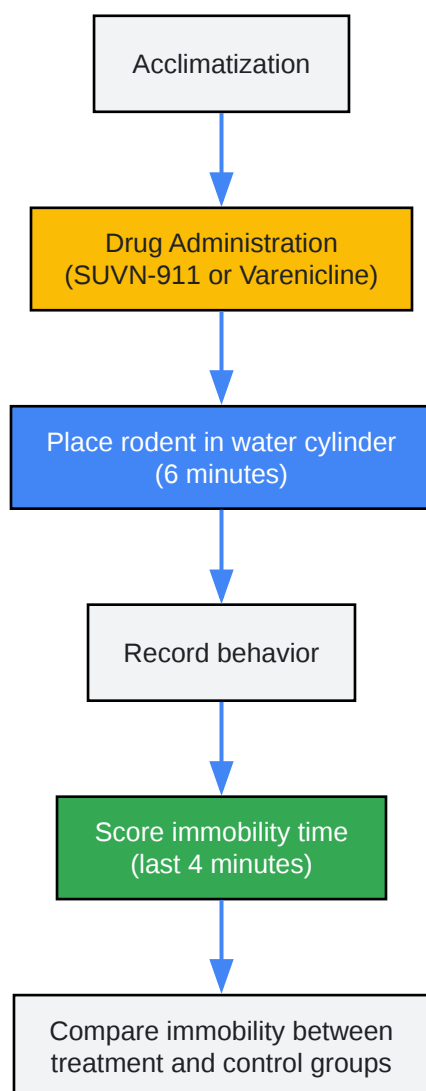 Acclimatization
Drug Administration
(SUVN-911 or Varenicline)
Place rodent in water cylinder
(6 minutes)
Record behavior
Score immobility time
(last 4 minutes)
Compare immobility between
treatment and control groups